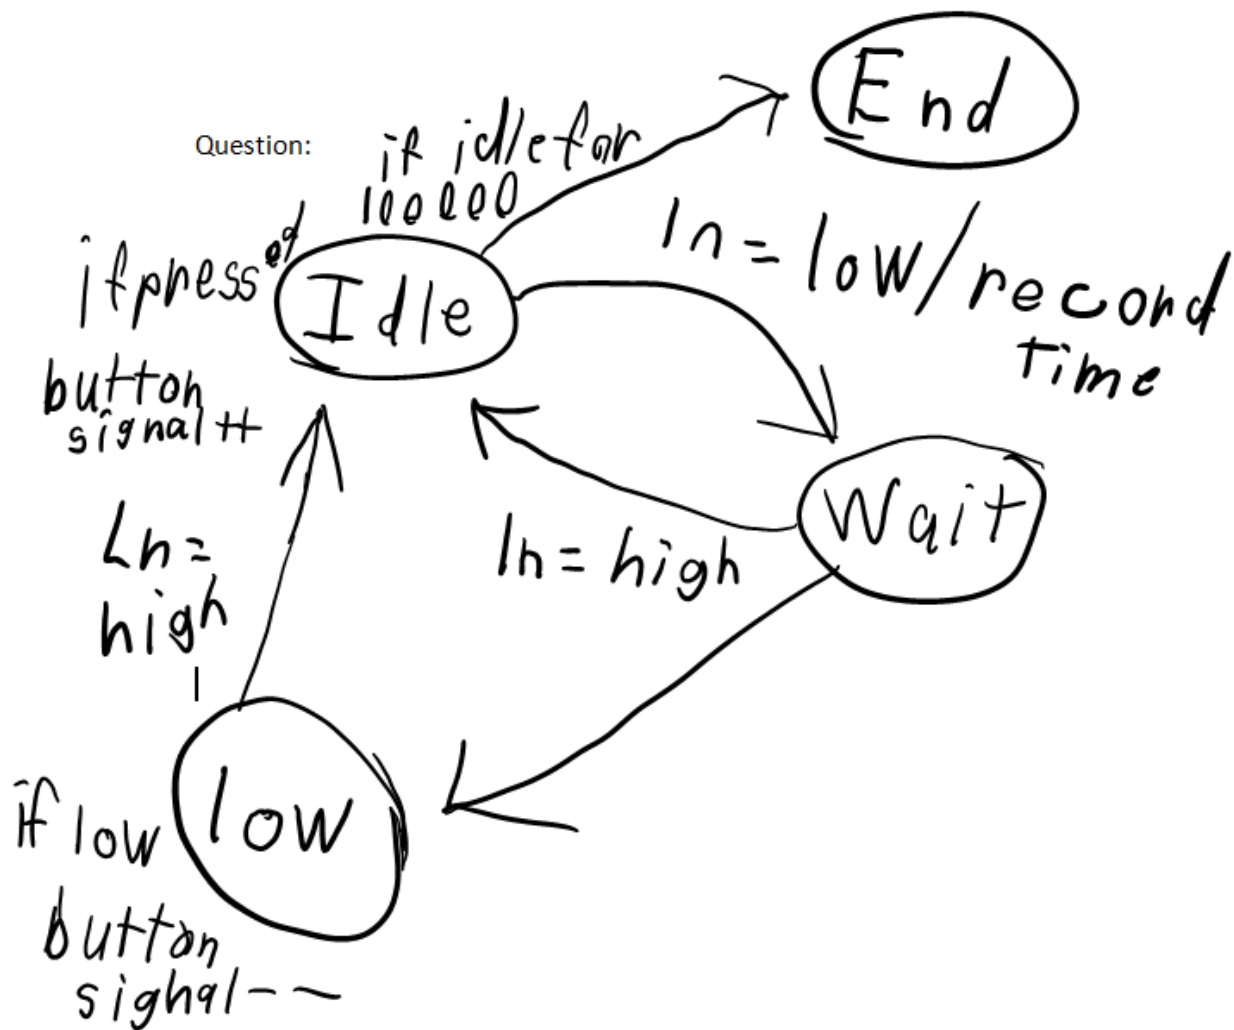 End
Question:
if idle for
100000
if pressed
button
signal ++
Idle
In = low/record
Time
Wait
In = high
In =
high
low
if low
button
signal --